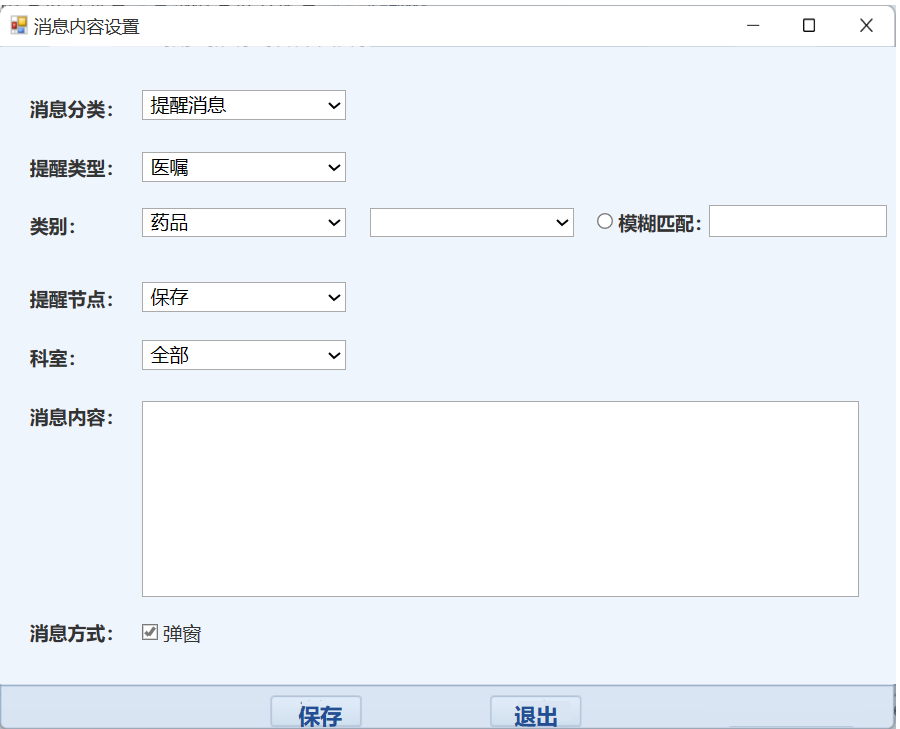 消息内容设置
消息分类： 提醒消息
提醒类型： 医嘱
类别： 药品 模糊匹配：
提醒节点： 保存
科室： 全部
消息内容：
消息方式： 弹窗
保存 退出